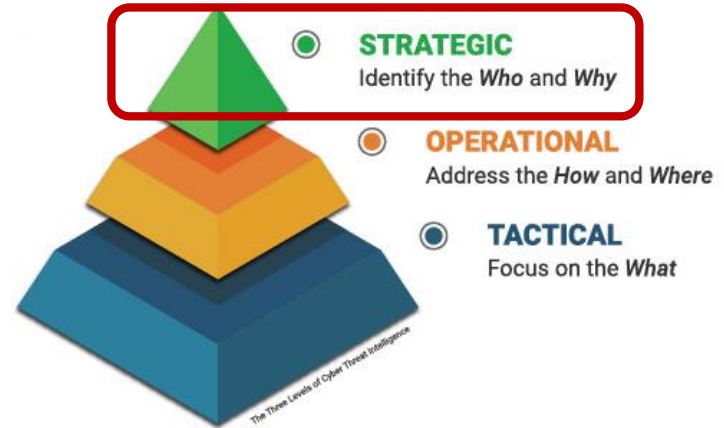 STRATEGIC
Identify the Who and Why
OPERATIONAL
Address the How and Where
TACTICAL
Focus on the What
The Three Levels of Cyber Threat Intelligence